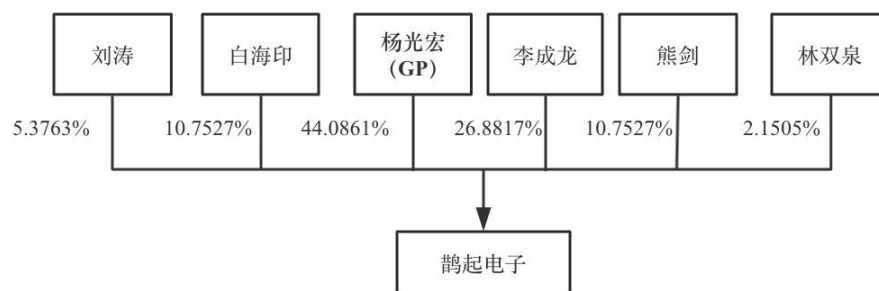 刘涛
白海印
杨光宏
（GP）
李成龙
熊剑
林双泉
5.3763%
10.7527%
44.0861%
26.8817%
10.7527%
2.1505%
鹊起电子